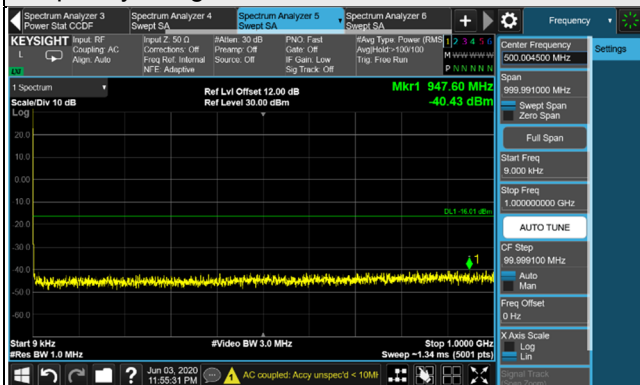 Spectrum Analyzer 3
Power Stat CCDF
Spectrum Analyzer 4
Swept SA
Spectrum Analyzer 5
Swept SA
Spectrum Analyzer 6
Swept SA
+
Frequency
KEYSIGHT
L
Input: RF
Coupling: AC
Align: Auto
Input Z: 50 Ω
Corrections: Off
Freq Ref: Internal
NFE: Adaptive
#Atten: 30 dB
Preamp: Off
Source: Off
PNO: Fast
Gate: Off
IF Gain: Low
Sig Track: Off
#Avg Type: Power (RMS
Avg|Hold:>100/100
Trig: Free Run
1 2 3 4 5 6
M W W W W W
P N N N N N
1 Spectrum
Scale/Div 10 dB
Log
Ref Lvl Offset 12.00 dB
Ref Level 30.00 dBm
Mkr1 947.60 MHz
-40.43 dBm
20.0
10.0
0.00
-10.0
-20.0
-30.0
-40.0
-50.0
-60.0
DL1 -16.01 dBm
1
Start 9 kHz
#Res BW 1.0 MHz
#Video BW 3.0 MHz
Stop 1.0000 GHz
Sweep ~1.34 ms (5001 pts)
Jun 03, 2020
11:55:31 PM
AC coupled: Accy unspec'd < 10MH
Center Frequency
500.004500 MHz
Settings
Span
999.991000 MHz
Swept Span
Zero Span
Full Span
Start Freq
9.000 kHz
Stop Freq
1.000000000 GHz
AUTO TUNE
CF Step
99.999100 MHz
Auto
Man
Freq Offset
0 Hz
X Axis Scale
Log
Lin
Signal Track